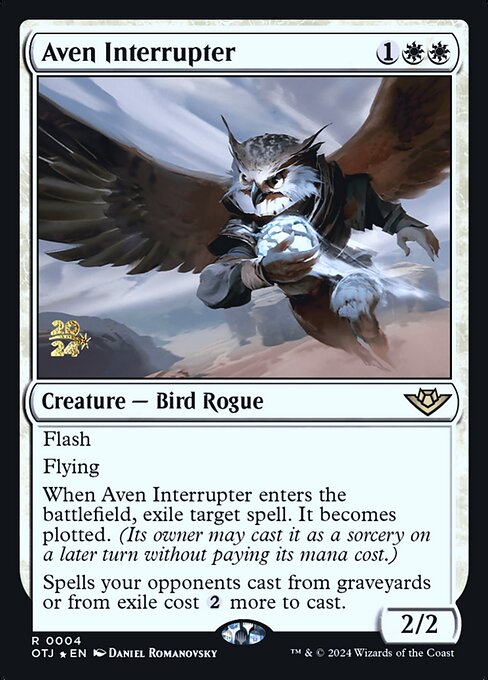 Aven Interrupter 1
20
24
Creature — Bird Rogue
Flash
Flying
When Aven Interrupter enters the
battlefield, exile target spell. It becomes
plotted. (Its owner may cast it as a sorcery on
a later turn without paying its mana cost.)
Spells your opponents cast from graveyards
or from exile cost 2 more to cast.
2/2
R 0004
OTJ ★ EN Daniel Romanovsky
™ & © 2024 Wizards of the Coast